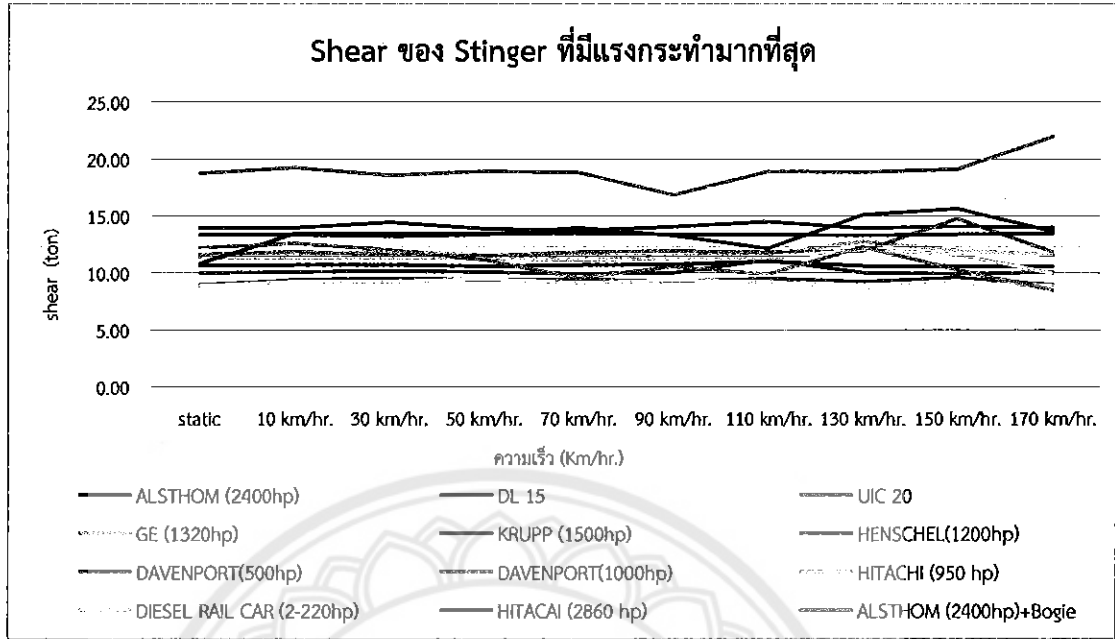 Shear ของ Stinger ที่มีแรงกระทำมากที่สุด
25.00
20.00
15.00
10.00
5.00
0.00
shear (ton)
static 10 km/hr. 30 km/hr. 50 km/hr. 70 km/hr. 90 km/hr. 110 km/hr. 130 km/hr. 150 km/hr. 170 km/hr.
ความเร็ว (Km/hr.)
ALSTHOM (2400hp) DL 15 UIC 20
GE (1320hp) KRUPP (1500hp) HENSCHEL(1200hp)
DAVENPORT(500hp) DAVENPORT(1000hp) HITACHI (950 hp)
DIESEL RAIL CAR (2-220hp) HITACAI (2860 hp) ALSTHOM (2400hp)+Bogie